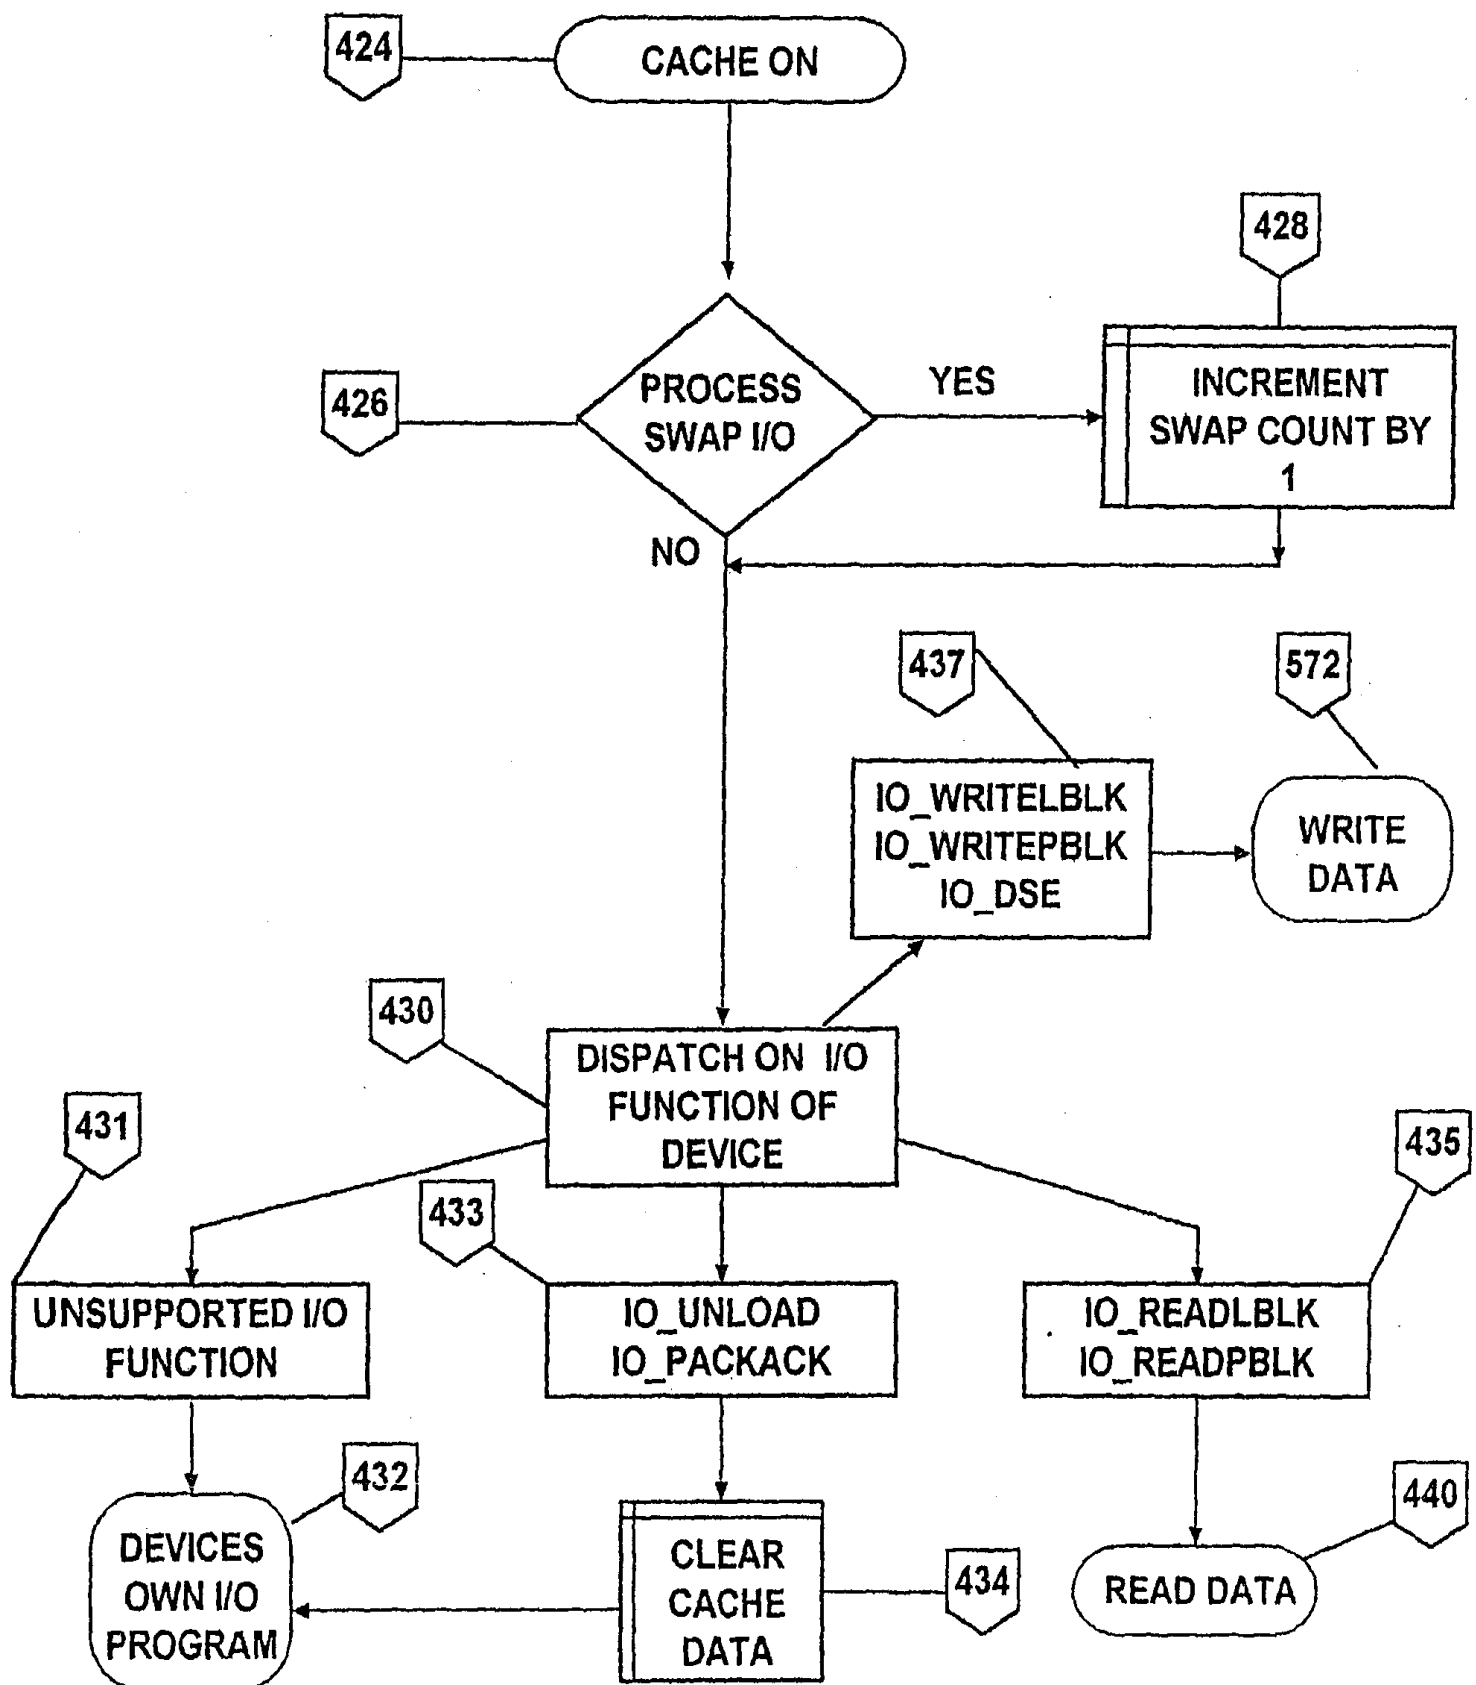 424
CACHE ON
428
426
PROCESS
SWAP I/O
YES
INCREMENT
SWAP COUNT BY
1
NO
437
572
IO_WRITELBLK
IO_WRITEPBLK
IO_DSE
WRITE
DATA
430
DISPATCH ON I/O
FUNCTION OF
DEVICE
431
433
435
UNSUPPORTED I/O
FUNCTION
IO_UNLOAD
IO_PACKACK
IO_READLBLK
IO_READPBLK
432
440
DEVICES
OWN I/O
PROGRAM
CLEAR
CACHE
DATA
434
READ DATA